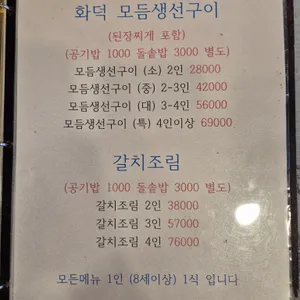 화덕 모듬생선구이
(된장찌게 포함)
(공기밥 1000 돌솥밥 3000 별도)
모듬생선구이 (소) 2인 28000
모듬생선구이 (중) 2-3인 42000
모듬생선구이 (대) 3-4인 56000
모듬생선구이 (특) 4인이상 69000
갈치조림
(공기밥 1000 돌솥밥 3000 별도)
갈치조림 2인 38000
갈치조림 3인 57000
갈치조림 4인 76000
모든메뉴 1인 (8세이상) 1식 입니다